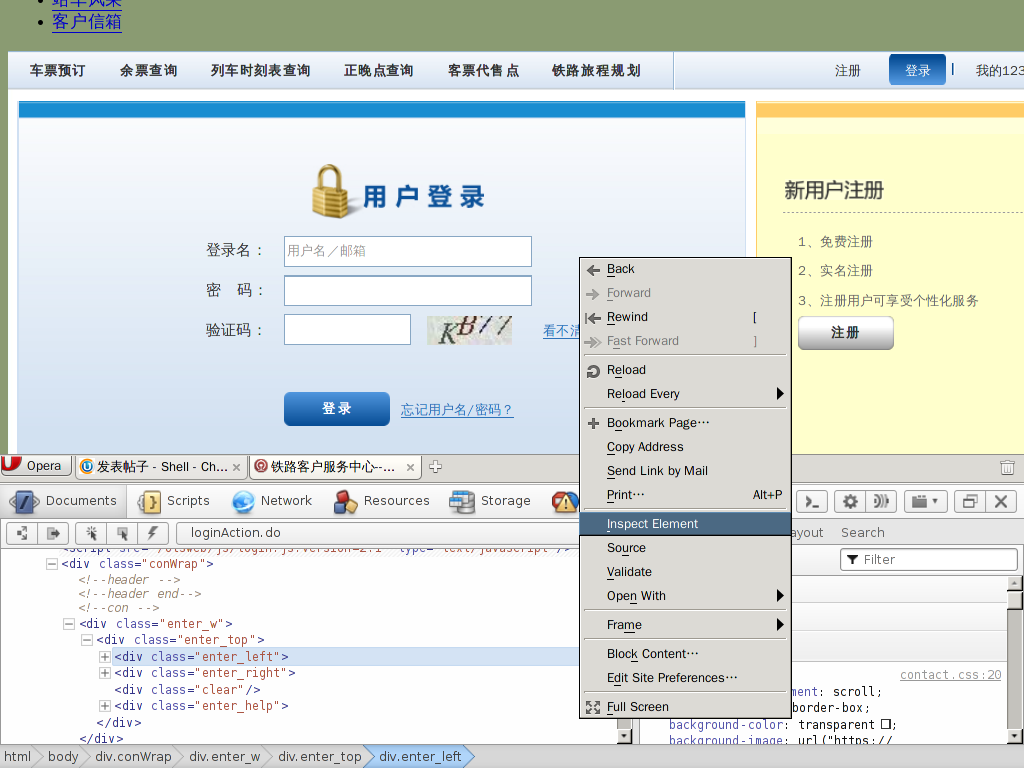 客户信箱
车票预订 余票查询 列车时刻表查询 正晚点查询 客票代售点 铁路旅程规划 注册 登录 我的123
用户登录
新用户注册
登录名： 用户名／邮箱
1、免费注册
密 码：
2、实名注册
3、注册用户可享受个性化服务
验证码： KB77 看不清
注册
登录 忘记用户名/密码？
Back
Forward
Rewind [
Fast Forward ]
Reload
Reload Every
Bookmark Page···
Copy Address
Send Link by Mail
Print··· Alt+P
Inspect Element
Source
Validate
Open With
Frame
Block Content···
Edit Site Preferences···
Full Screen
Opera 发表帖子 - Shell - Ch... 铁路客户服务中心--...
Documents Scripts Network Resources Storage
loginAction.do
ayout Search
Filter
<div class="conWrap">
<!--header -->
<!--header end-->
<!--con -->
<div class="enter_w">
<div class="enter_top">
<div class="enter_left">
<div class="enter_right">
<div class="clear"/>
<div class="enter_help">
</div>
</div>
contact.css:20
ment: scroll;
border-box;
background-color: transparent ;
background-image: url("https://
html body div.conWrap div.enter_w div.enter_top div.enter_left